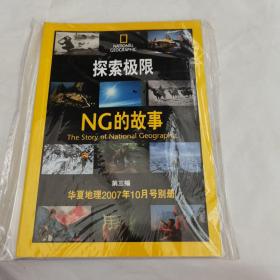 NATIONAL
GEOGRAPHIC
探索极限
NG的故事
The Story of National Geographic
第三辑
华夏地理2007年10月号别册